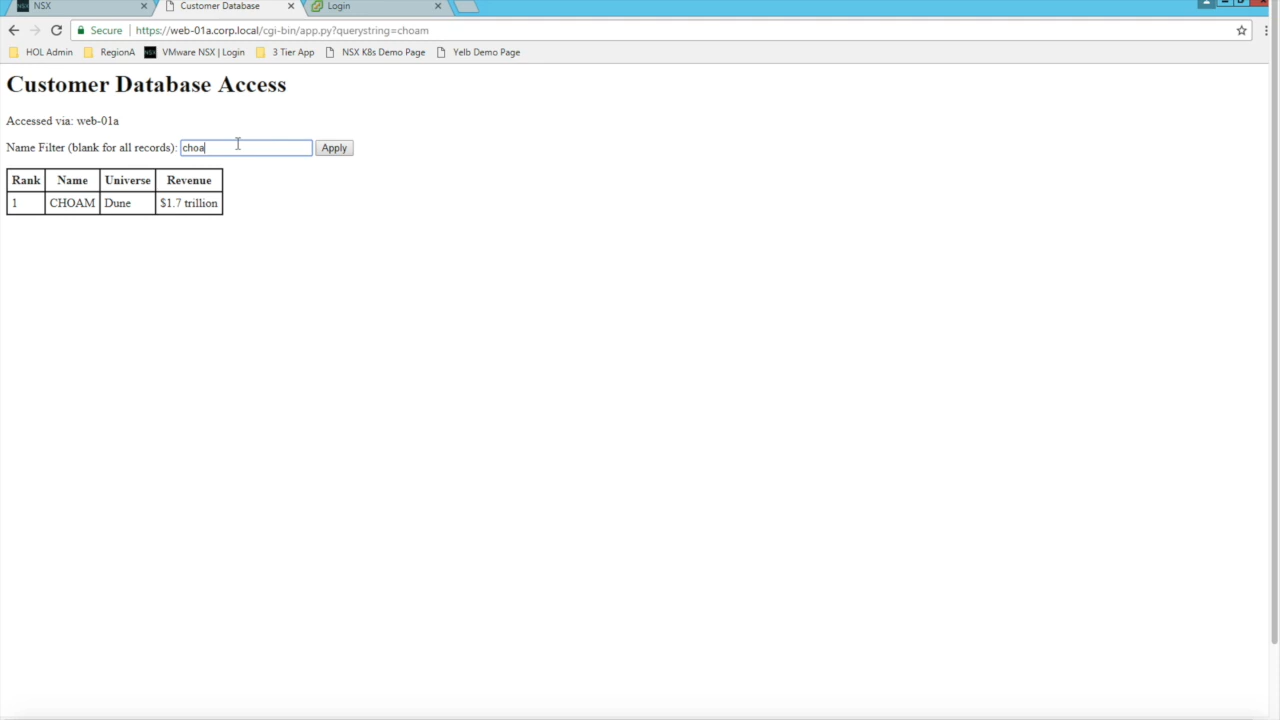 NSX
Customer Database
Login
Secure https://web-01a.corp.local/cgi-bin/app.py?querystring=choam
HOL Admin RegionA VMware NSX | Login 3 Tier App NSX K8s Demo Page Yelb Demo Page
Customer Database Access
Accessed via: web-01a
Name Filter (blank for all records): choa Apply
Rank Name Universe Revenue
1 CHOAM Dune $1.7 trillion